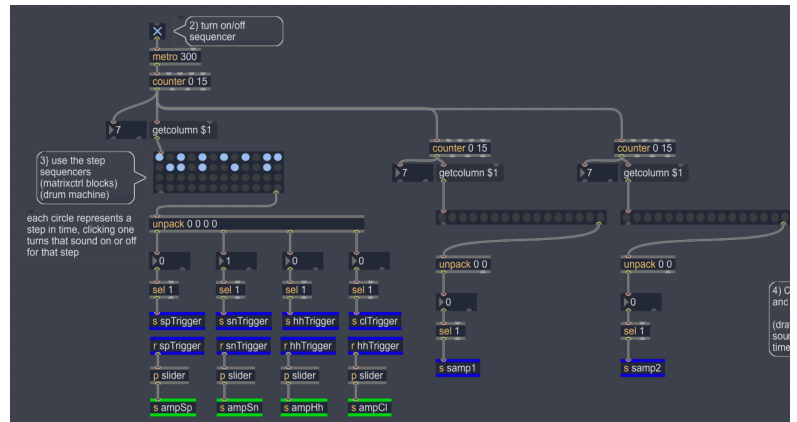 2) turn on/off
sequencer
metro 300
counter 0 15
7
getcolumn $1
3) use the step
sequencers
(matrixctrl blocks)
(drum machine)
each circle represents a
step in time, clicking one
turns that sound on or off
for that step
unpack 0 0 0 0
0
1
0
0
sel 1
sel 1
sel 1
sel 1
s spTrigger
s snTrigger
s hhTrigger
s clTrigger
r spTrigger
r snTrigger
r hhTrigger
r hhTrigger
p slider
p slider
p slider
p slider
s ampSp
s ampSn
s ampHh
s ampCl
counter 0 15
7
getcolumn $1
unpack 0 0
0
sel 1
s samp1
counter 0 15
7
getcolumn $1
unpack 0 0
0
sel 1
s samp2
4) C
and
(dra
sou
time